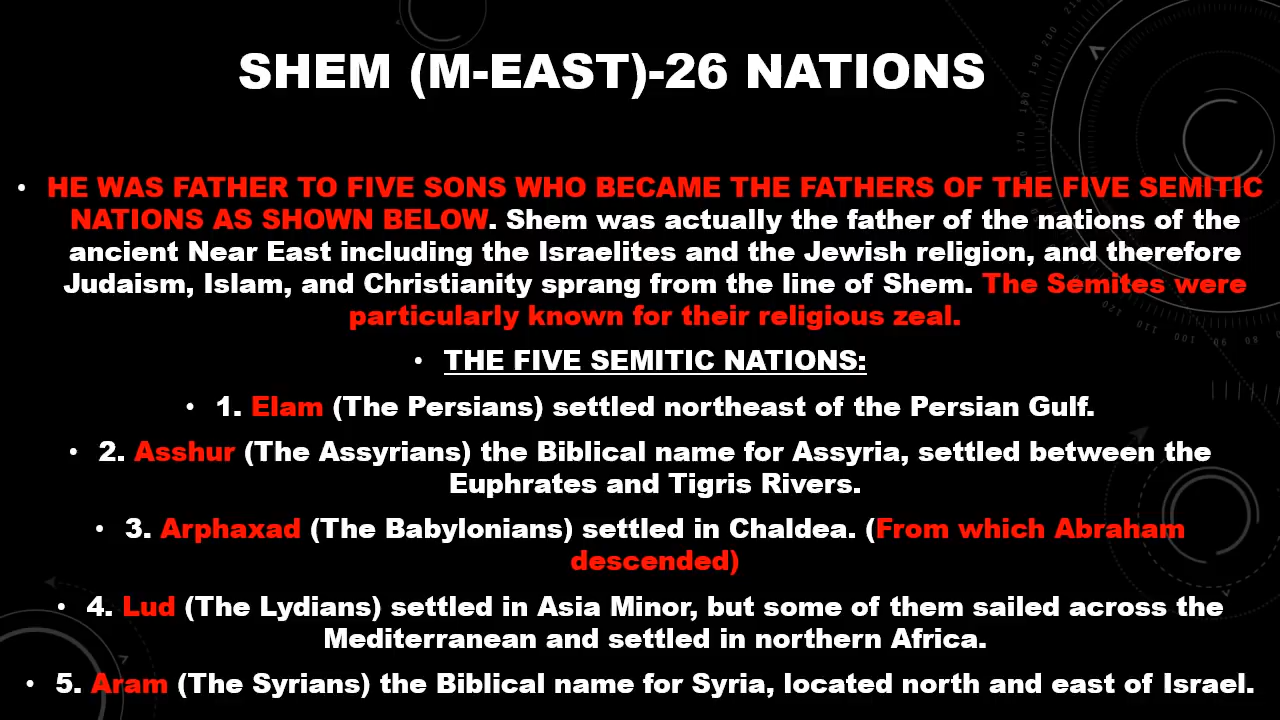 SHEM (M-EAST)-26 NATIONS
• HE WAS FATHER TO FIVE SONS WHO BECAME THE FATHERS OF THE FIVE SEMITIC
NATIONS AS SHOWN BELOW. Shem was actually the father of the nations of the
ancient Near East including the Israelites and the Jewish religion, and therefore
Judaism, Islam, and Christianity sprang from the line of Shem. The Semites were
particularly known for their religious zeal.
• THE FIVE SEMITIC NATIONS:
• 1. Elam (The Persians) settled northeast of the Persian Gulf.
• 2. Asshur (The Assyrians) the Biblical name for Assyria, settled between the
Euphrates and Tigris Rivers.
• 3. Arphaxad (The Babylonians) settled in Chaldea. (From which Abraham
descended)
• 4. Lud (The Lydians) settled in Asia Minor, but some of them sailed across the
Mediterranean and settled in northern Africa.
• 5. Aram (The Syrians) the Biblical name for Syria, located north and east of Israel.